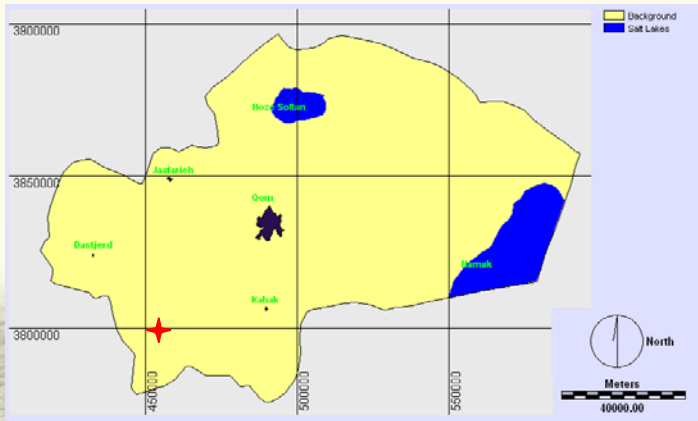 3900000
Background
Salt Lakes
Hoze Soltan
3850000
Jaafarieh
Qom
Dastjerd
Namak
Kahak
3800000
North
450000
500000
550000
Meters
40000.00